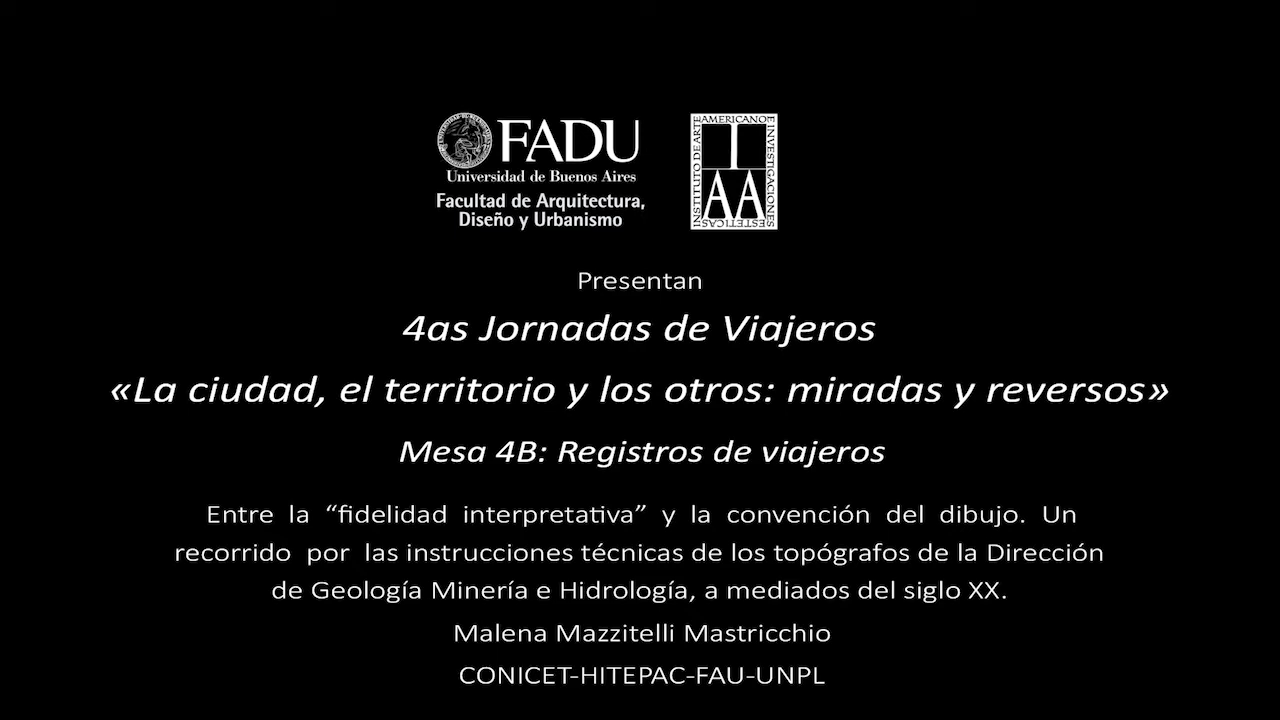 FADU
Universidad de Buenos Aires
Facultad de Arquitectura,
Diseño y Urbanismo
INSTITUTO DE ARTE
AMERICANO
E INVESTIGACIONES
ESTETICAS
IAA
Presentan
4as Jornadas de Viajeros
«La ciudad, el territorio y los otros: miradas y reversos»
Mesa 4B: Registros de viajeros
Entre la “fidelidad interpretativa” y la convención del dibujo. Un
recorrido por las instrucciones técnicas de los topógrafos de la Dirección
de Geología Minería e Hidrología, a mediados del siglo XX.
Malena Mazzitelli Mastricchio
CONICET-HITEPAC-FAU-UNPL